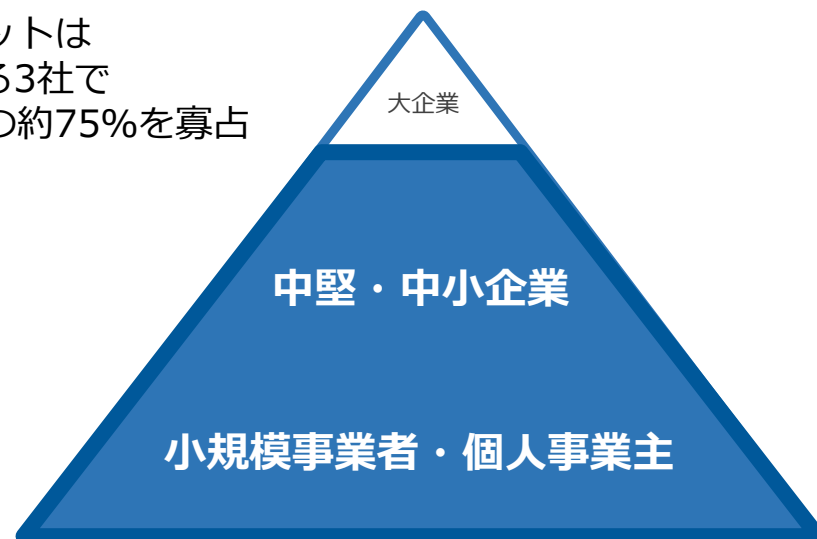 ットは
る3社で
の約75%を寡占
大企業
中堅・中小企業
小規模事業者・個人事業主